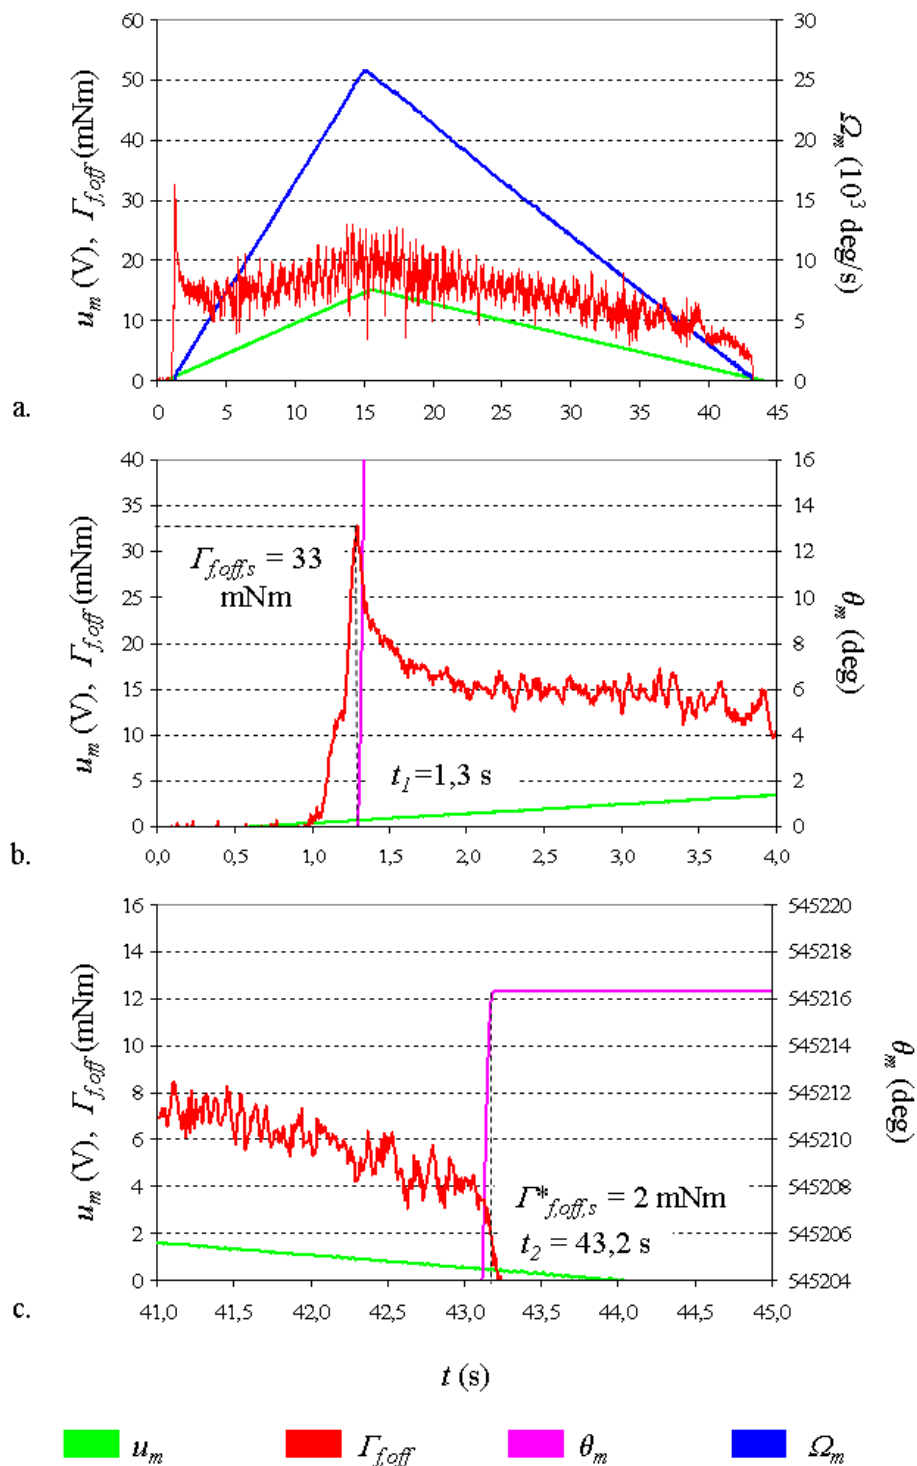 60
50
40
30
20
10
0
30
25
20
15
10
5
0
0 5 10 15 20 25 30 35 40 45
u_m (V), Γ_f,off (mNm)
Ω_m (10³ deg/s)
a.
40
35
30
25
20
15
10
5
0
16
14
12
10
8
6
4
2
0
Γ_f,off,s = 33
mNm
t_1=1,3 s
0,0 0,5 1,0 1,5 2,0 2,5 3,0 3,5 4,0
u_m (V), Γ_f,off (mNm)
θ_m (deg)
b.
16
14
12
10
8
6
4
2
0
545220
545218
545216
545214
545212
545210
545208
545206
545204
Γ*_f,off,s = 2 mNm
t_2 = 43,2 s
41,0 41,5 42,0 42,5 43,0 43,5 44,0 44,5 45,0
u_m (V), Γ_f,off (mNm)
θ_m (deg)
c.
t (s)
u_m Γ_f,off θ_m Ω_m